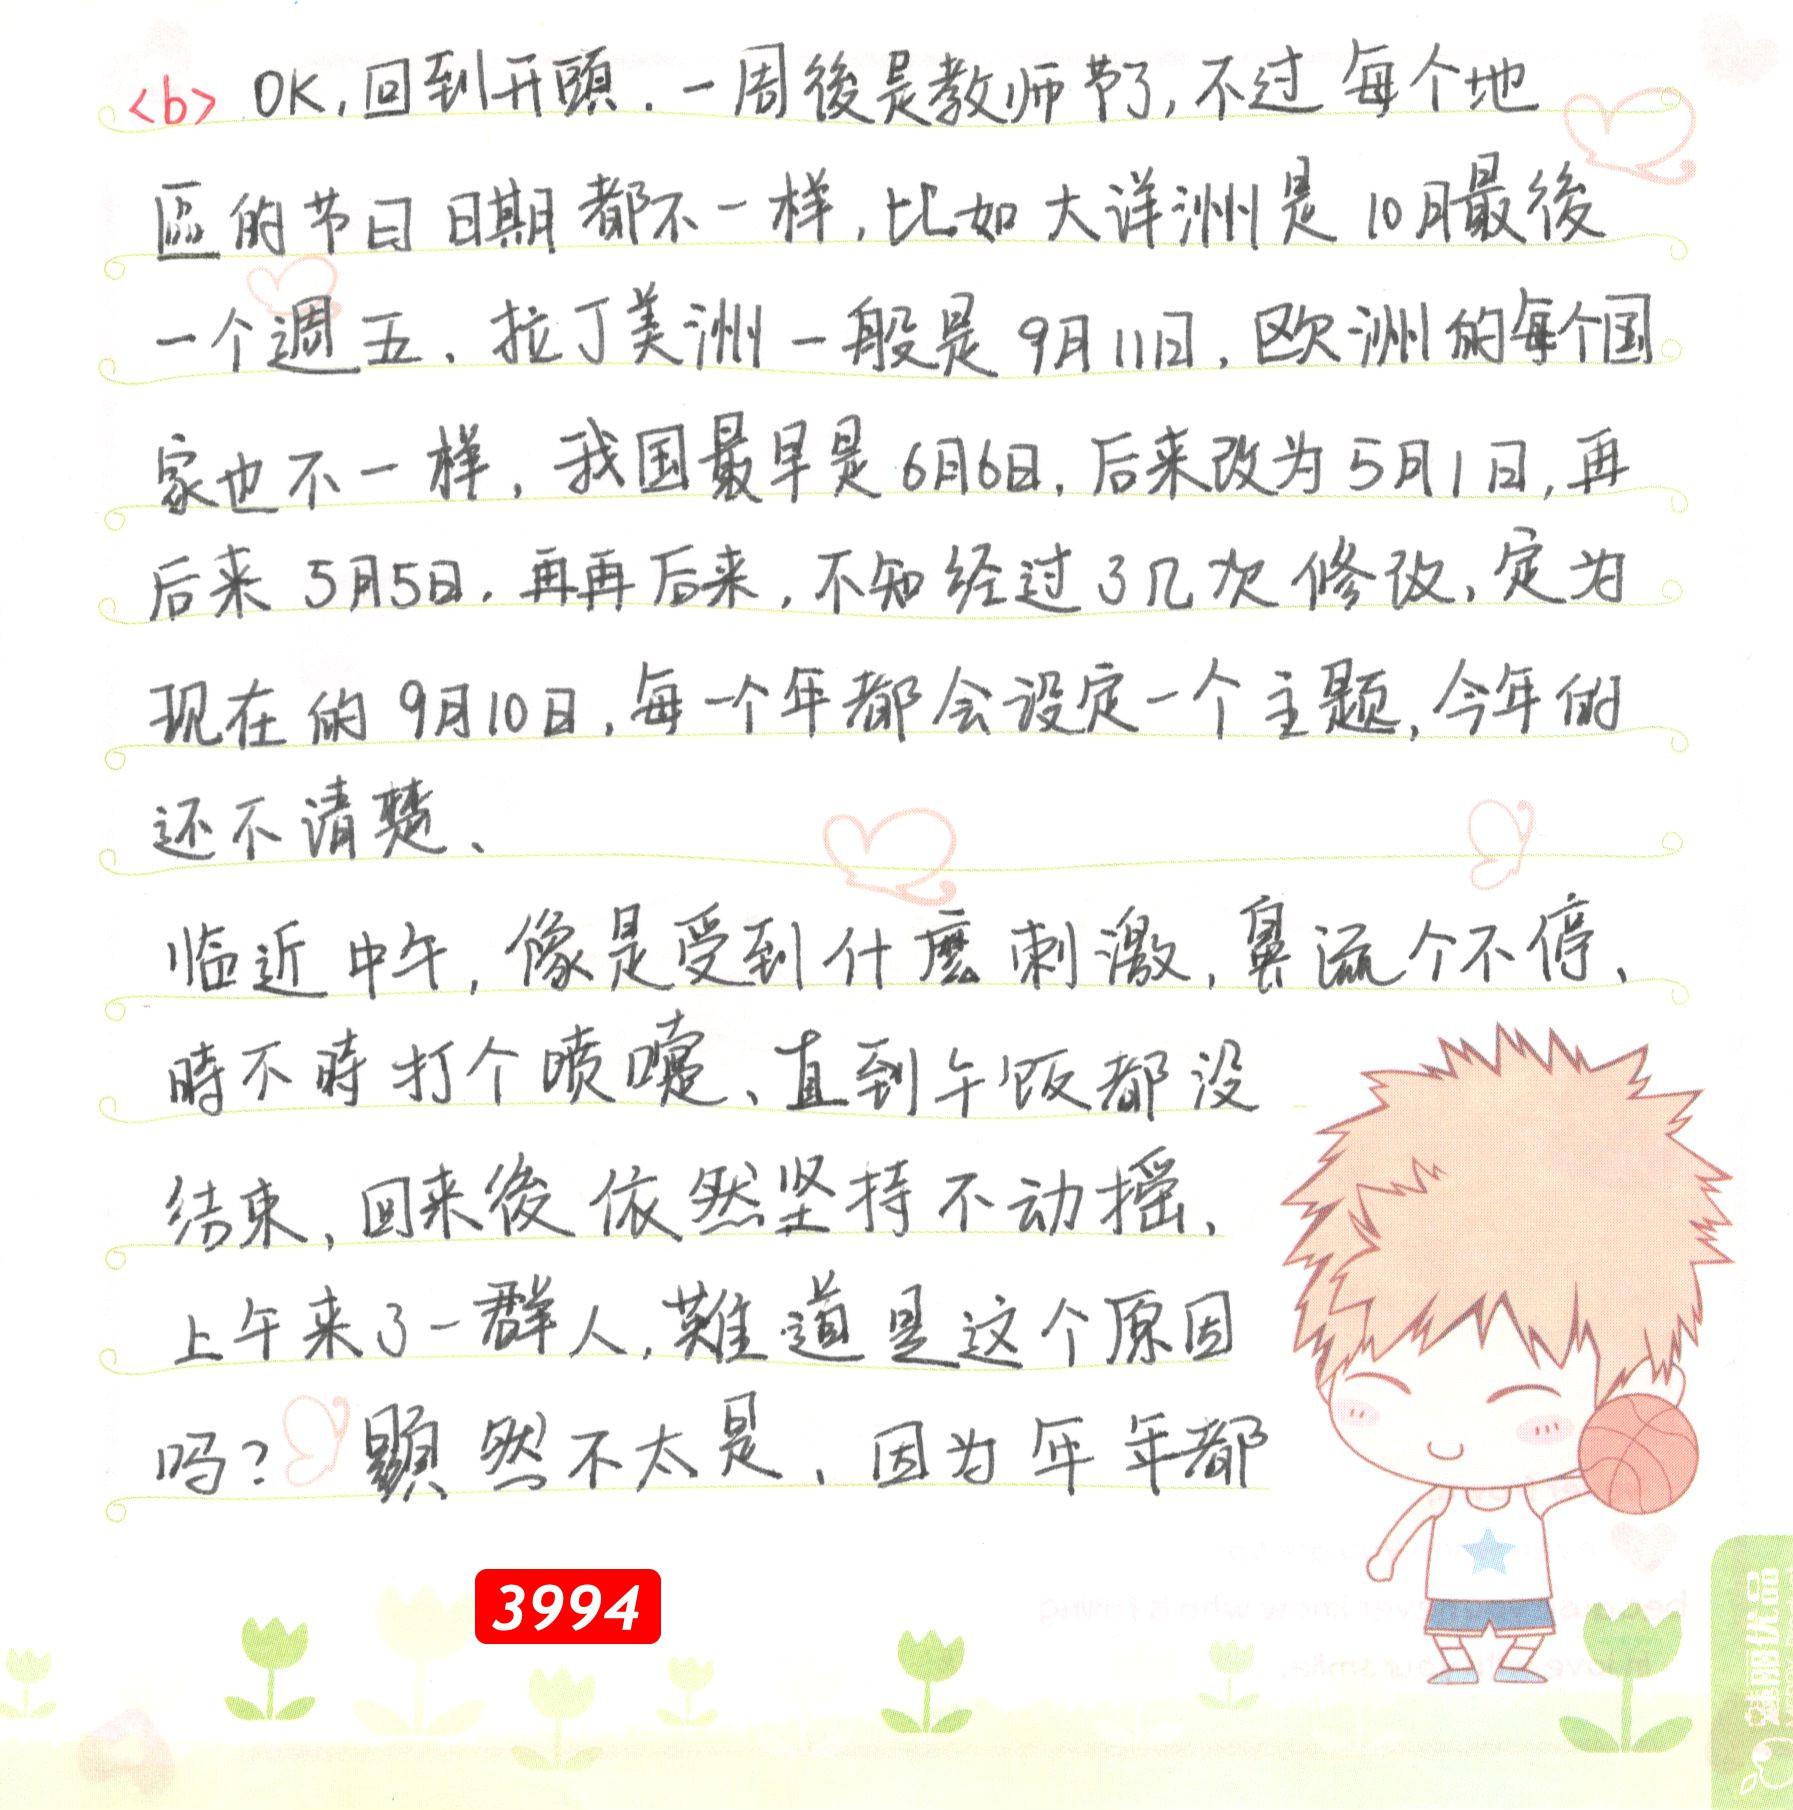 <b> OK,回到开頭.一周後是教师节了,不过每个地
區的节日日期都不一样,比如大洋洲是10月最後
一个週五、拉丁美洲一般是9月11日,欧洲的每个国
家也不一样,我国最早是6月6日,后来改为5月1日,再
后来5月5日.再再后来,不知经过了几次修改,定为
现在的9月10日,每一个年都会设定一个主题,今年的
还不清楚、
临近中午,像是受到什麽刺激,鼻流个不停、
時不時打个喷嚏、直到午饭都没
结束,回来後依然坚持不动摇、
上午来了一群人,難道是这个原因
吗? 顯然不太是、因为年年都
3994